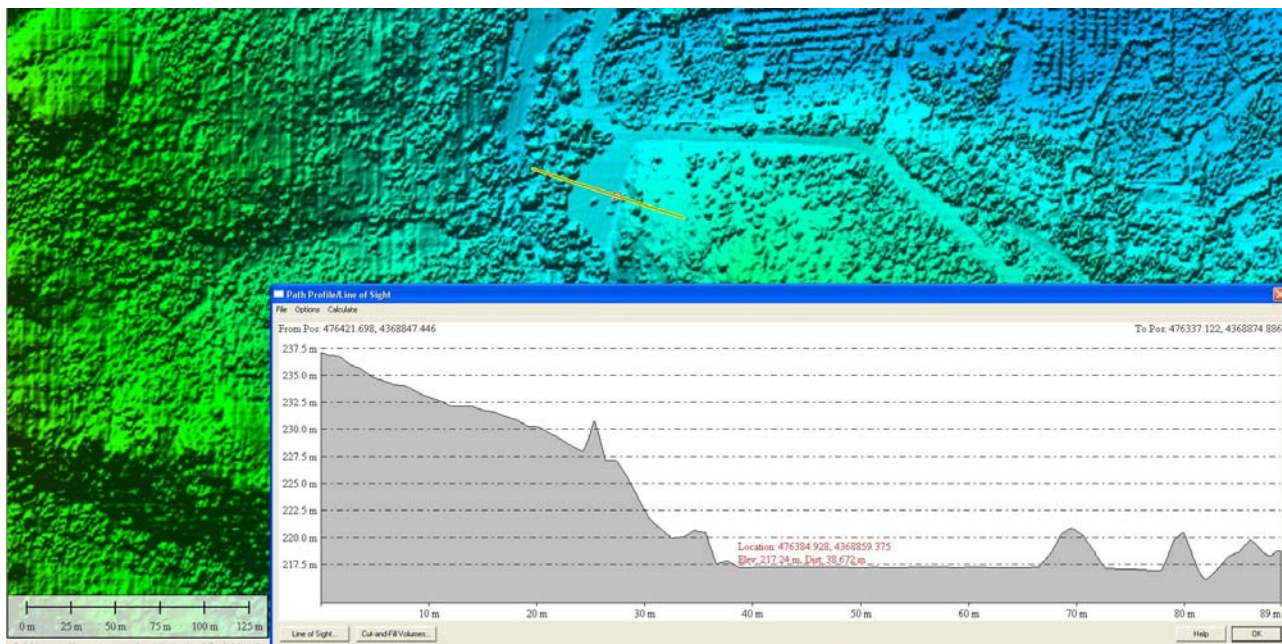 Path Profile/Line of Sight
File Options Calculate
From Pos: 476421.698, 4368847.446
To Pos: 476337.122, 4368874.886
237.5 m
235.0 m
232.5 m
230.0 m
227.5 m
225.0 m
222.5 m
220.0 m
217.5 m
Location: 476384.928, 4368859.375
Elev: 217.24 m, Dist: 38.672 m
10 m 20 m 30 m 40 m 50 m 60 m 70 m 80 m 89 m
0 m 25 m 50 m 75 m 100 m 125 m
Line of Sight... Cut-and-Fill Volumes... Help OK